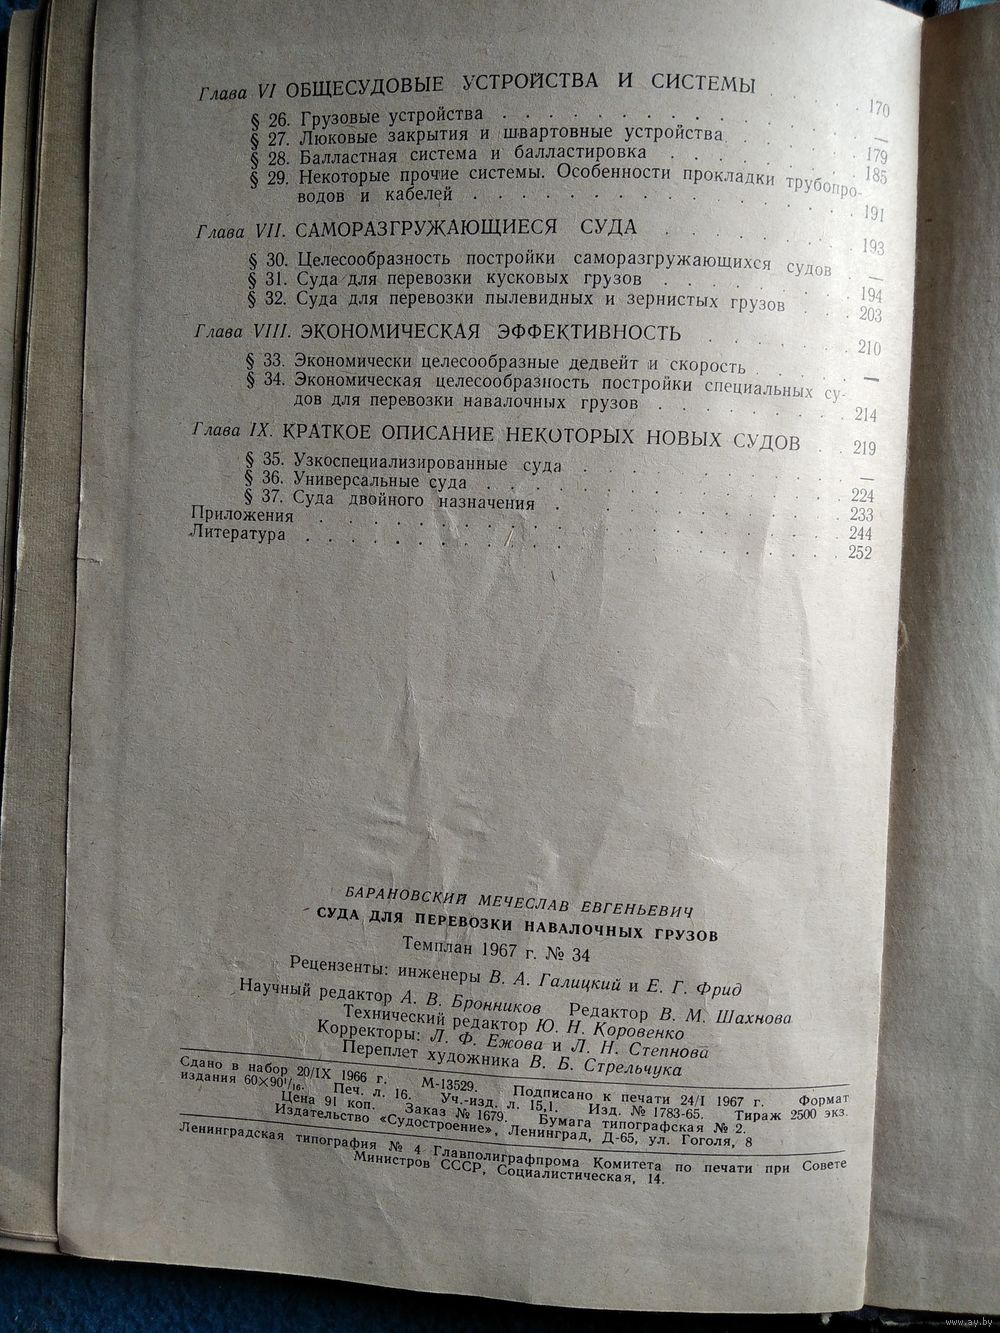 Глава VI ОБЩЕСУДОВЫЕ УСТРОЙСТВА И СИСТЕМЫ . . . . . 170
§ 26. Грузовые устройства . . . . . . . . . . . . . —
§ 27. Люковые закрытия и швартовные устройства . . . . . 179
§ 28. Балластная система и балластировка . . . . . . . . 185
§ 29. Некоторые прочие системы. Особенности прокладки трубопро-
водов и кабелей . . . . . . . . . . . . . . . 191
Глава VII. САМОРАЗГРУЖАЮЩИЕСЯ СУДА . . . . . . . . 193
§ 30. Целесообразность постройки саморазгружающихся судов . —
§ 31. Суда для перевозки кусковых грузов . . . . . . . . 194
§ 32. Суда для перевозки пылевидных и зернистых грузов . . . 203
Глава VIII. ЭКОНОМИЧЕСКАЯ ЭФФЕКТИВНОСТЬ . . . . . . . 210
§ 33. Экономически целесообразные дедвейт и скорость . . . . —
§ 34. Экономическая целесообразность постройки специальных су-
дов для перевозки навалочных грузов . . . . . . . . 214
Глава IX. КРАТКОЕ ОПИСАНИЕ НЕКОТОРЫХ НОВЫХ СУДОВ . . 219
§ 35. Узкоспециализированные суда . . . . . . . . . . —
§ 36. Универсальные суда . . . . . . . . . . . . . . 224
§ 37. Суда двойного назначения . . . . . . . . . . . . 233
Приложения . . . . . . . . . . . . . . . . . . . . 244
Литература . . . . . . . . . . . . . . . . . . . . 252
БАРАНОВСКИЙ МЕЧЕСЛАВ ЕВГЕНЬЕВИЧ
СУДА ДЛЯ ПЕРЕВОЗКИ НАВАЛОЧНЫХ ГРУЗОВ
Темплан 1967 г. № 34
Рецензенты: инженеры В. А. Галицкий и Е. Г. Фрид
Научный редактор А. В. Бронников Редактор В. М. Шахнова
Технический редактор Ю. Н. Коровенко
Корректоры: Л. Ф. Ежова и Л. Н. Степнова
Переплет художника В. Б. Стрельчука
Сдано в набор 20/IX 1966 г. М-13529. Подписано к печати 24/I 1967 г. Формат
издания 60×90 1/16. Печ. л. 16. Уч.-изд. л. 15,1. Изд. № 1783-65. Тираж 2500 экз.
Цена 91 коп. Заказ № 1679. Бумага типографская № 2.
Издательство «Судостроение», Ленинград, Д-65, ул. Гоголя, 8
Ленинградская типография № 4 Главполиграфпрома Комитета по печати при Совете
Министров СССР, Социалистическая, 14.
www.ay.by